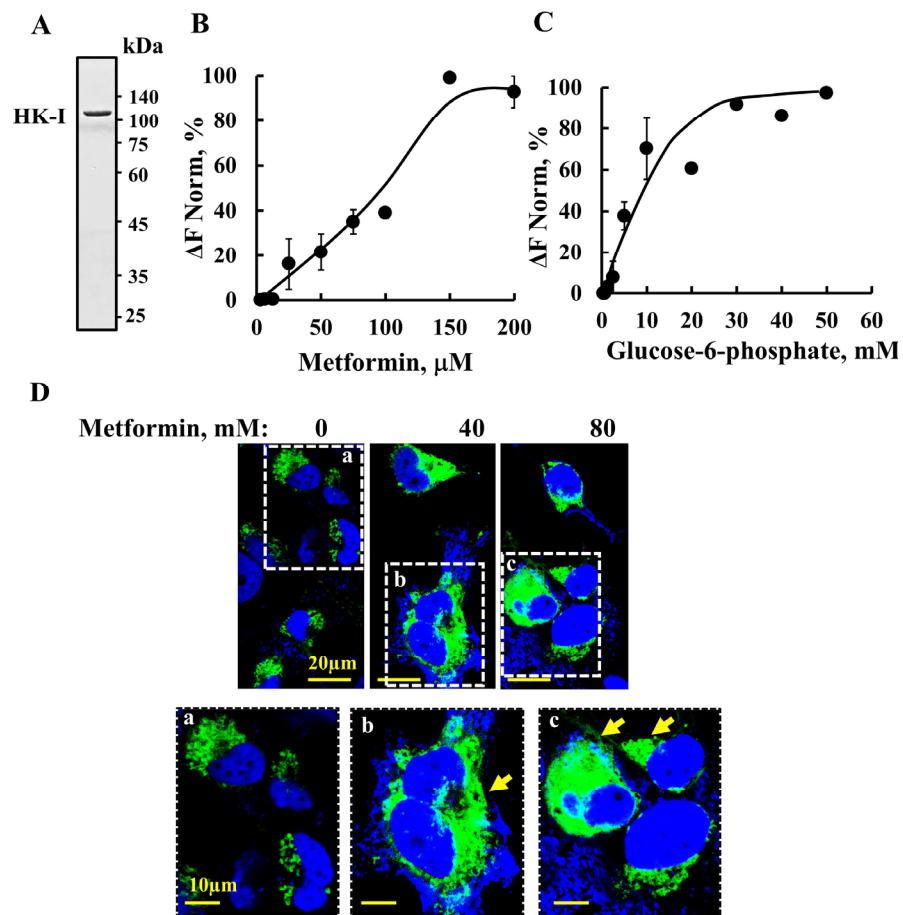 A
kDa
HK-I
140
100
75
60
45
35
25
B
ΔF Norm, %
100
80
60
40
20
0
0 50 100 150 200
Metformin, μM
C
ΔF Norm, %
100
80
60
40
20
0
0 10 20 30 40 50 60
Glucose-6-phosphate, mM
D
Metformin, mM: 0 40 80
a
b
c
20μm
a
b
c
10μm